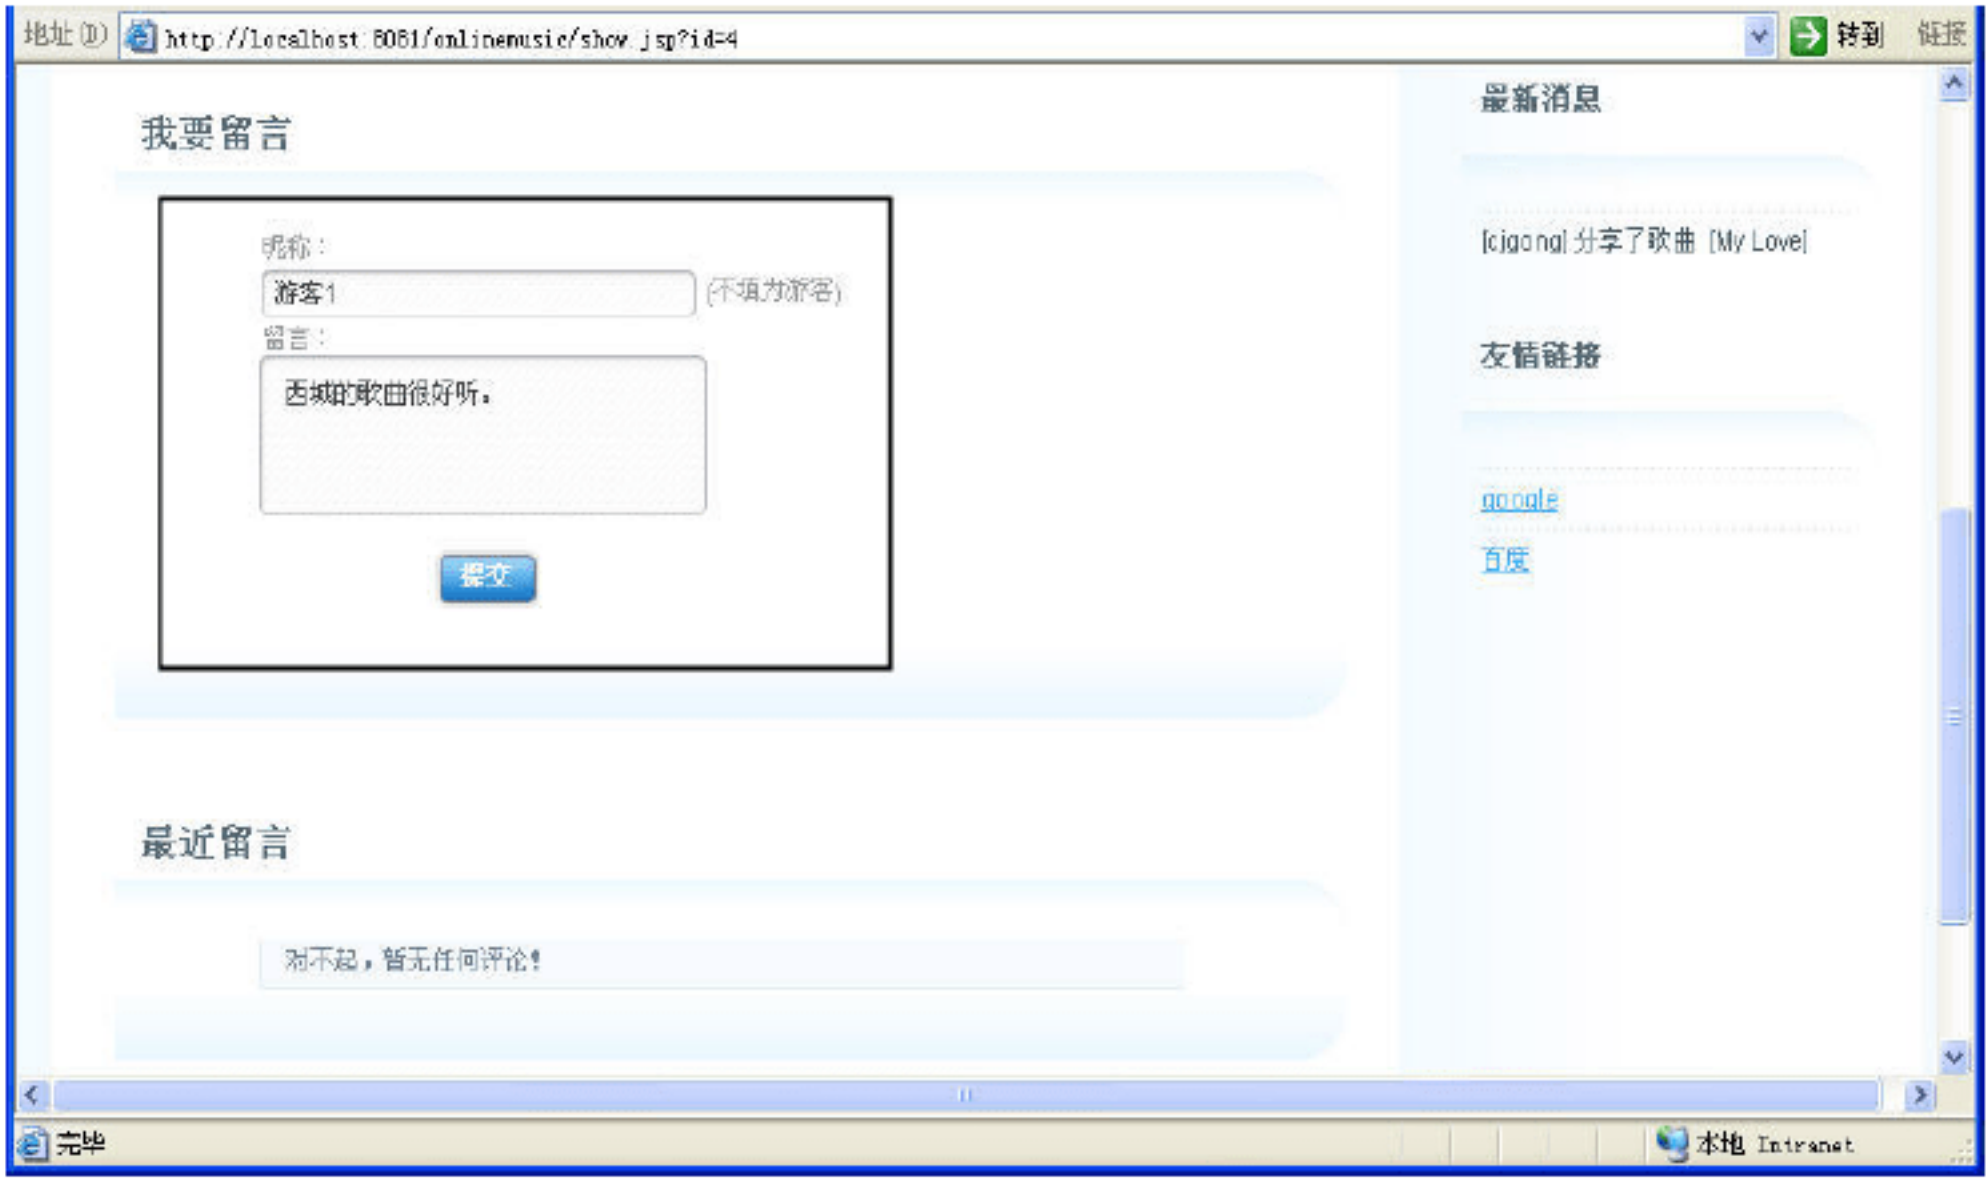 地址(D) http://localhost:8081/onlinemusic/show.jsp?id=4 转到 链接
我要留言
昵称：
游客1 (不填为游客)
留言：
西城的歌曲很好听。
提交
最近留言
对不起，暂无任何评论！
最新消息
[cjgong] 分享了歌曲 [My Love]
友情链接
google
百度
完毕 本地 Intranet